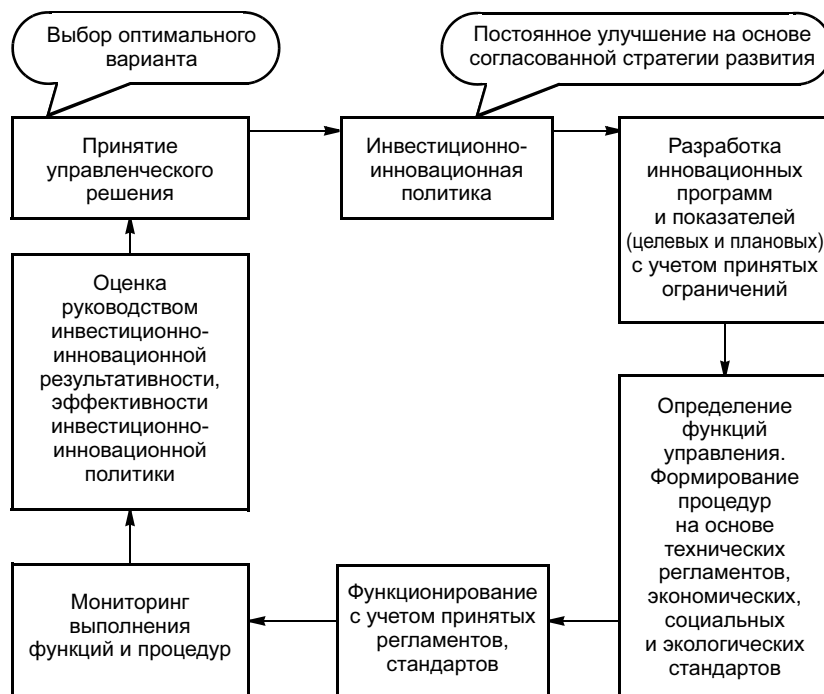 Выбор оптимального
варианта
Постоянное улучшение на основе
согласованной стратегии развития
Принятие
управленческого
решения
Инвестиционно-
инновационная
политика
Разработка
инновационных
программ
и показателей
(целевых и плановых)
с учетом принятых
ограничений
Оценка
руководством
инвестиционно-
инновационной
результативности,
эффективности
инвестиционно-
инновационной
политики
Определение
функций
управления.
Формирование
процедур
на основе
технических
регламентов,
экономических,
социальных
и экологических
стандартов
Мониторинг
выполнения
функций и процедур
Функционирование
с учетом принятых
регламентов,
стандартов